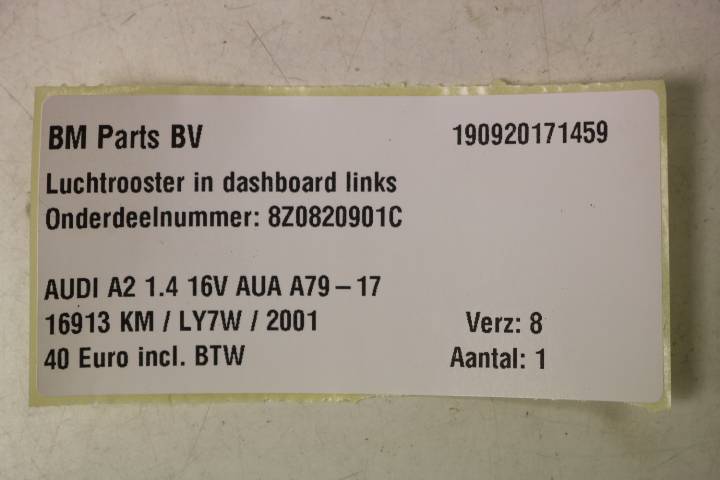 BM Parts BV 190920171459
Luchtrooster in dashboard links
Onderdeelnummer: 8Z0820901C
AUDI A2 1.4 16V AUA A79 – 17
16913 KM / LY7W / 2001 Verz: 8
40 Euro incl. BTW Aantal: 1